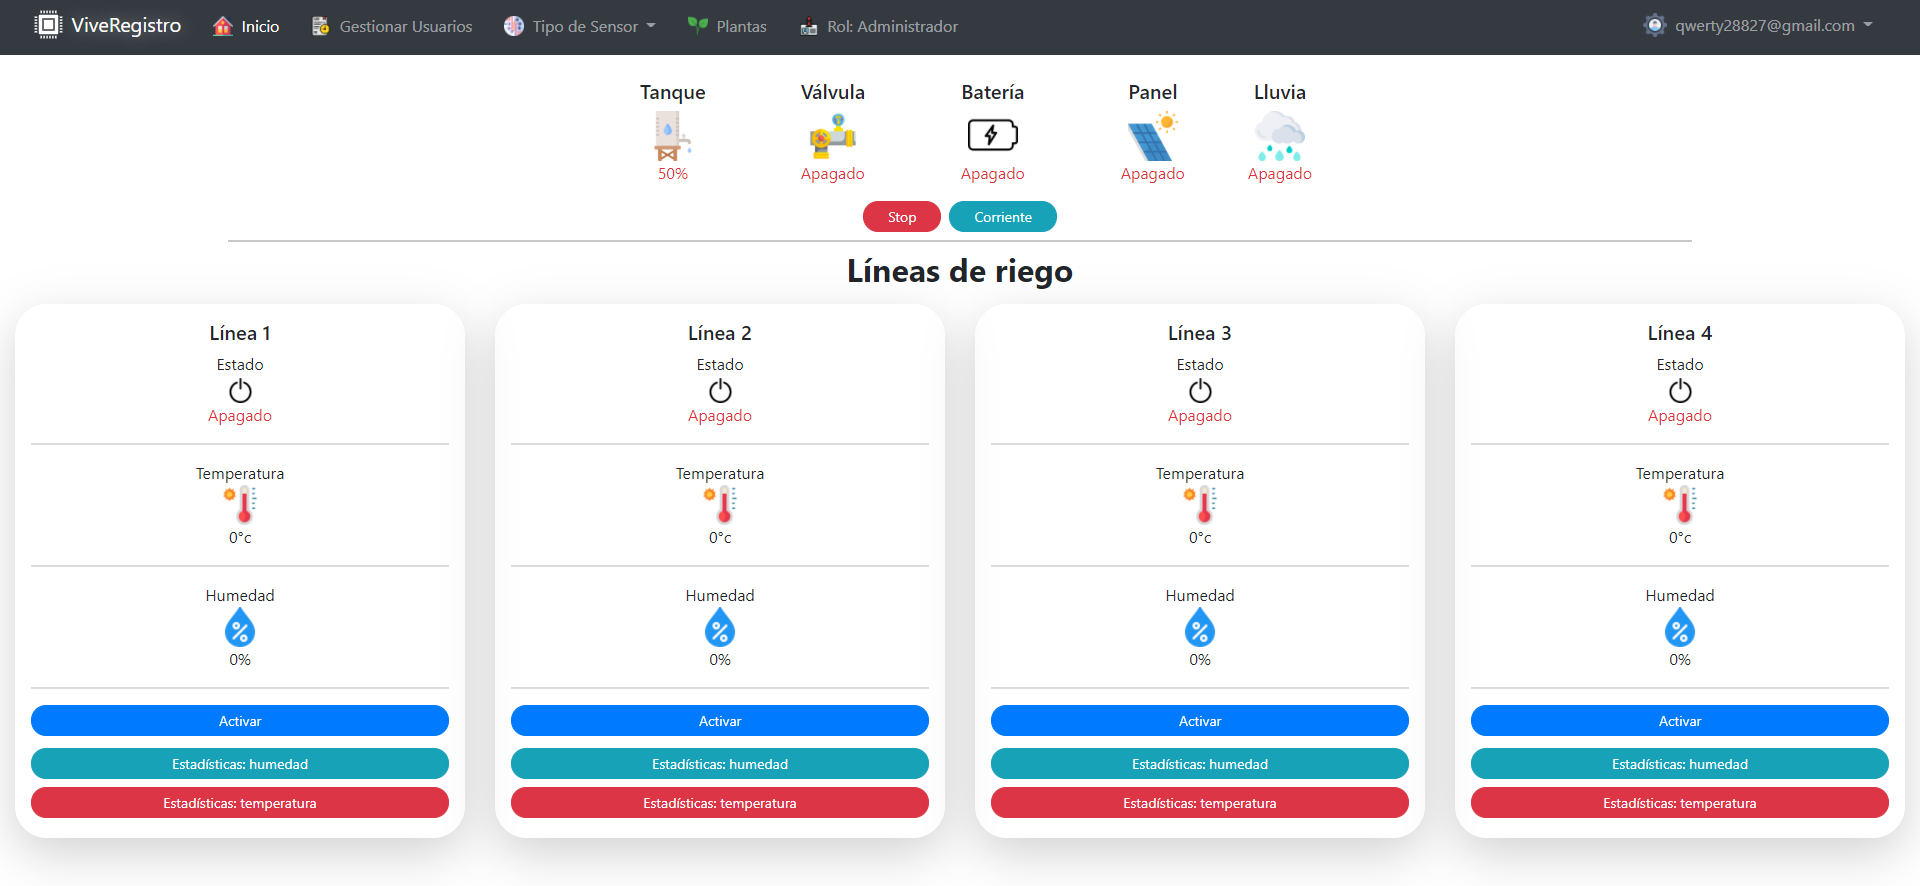 ViveRegistro Inicio Gestionar Usuarios Tipo de Sensor Plantas Rol: Administrador qwerty28827@gmail.com
Tanque Válvula Batería Panel Lluvia
50% Apagado Apagado Apagado Apagado
Stop Corriente
Líneas de riego
Línea 1 Línea 2 Línea 3 Línea 4
Estado Estado Estado Estado
Apagado Apagado Apagado Apagado
Temperatura Temperatura Temperatura Temperatura
0°c 0°c 0°c 0°c
Humedad Humedad Humedad Humedad
0% 0% 0% 0%
Activar Activar Activar Activar
Estadísticas: humedad Estadísticas: humedad Estadísticas: humedad Estadísticas: humedad
Estadísticas: temperatura Estadísticas: temperatura Estadísticas: temperatura Estadísticas: temperatura